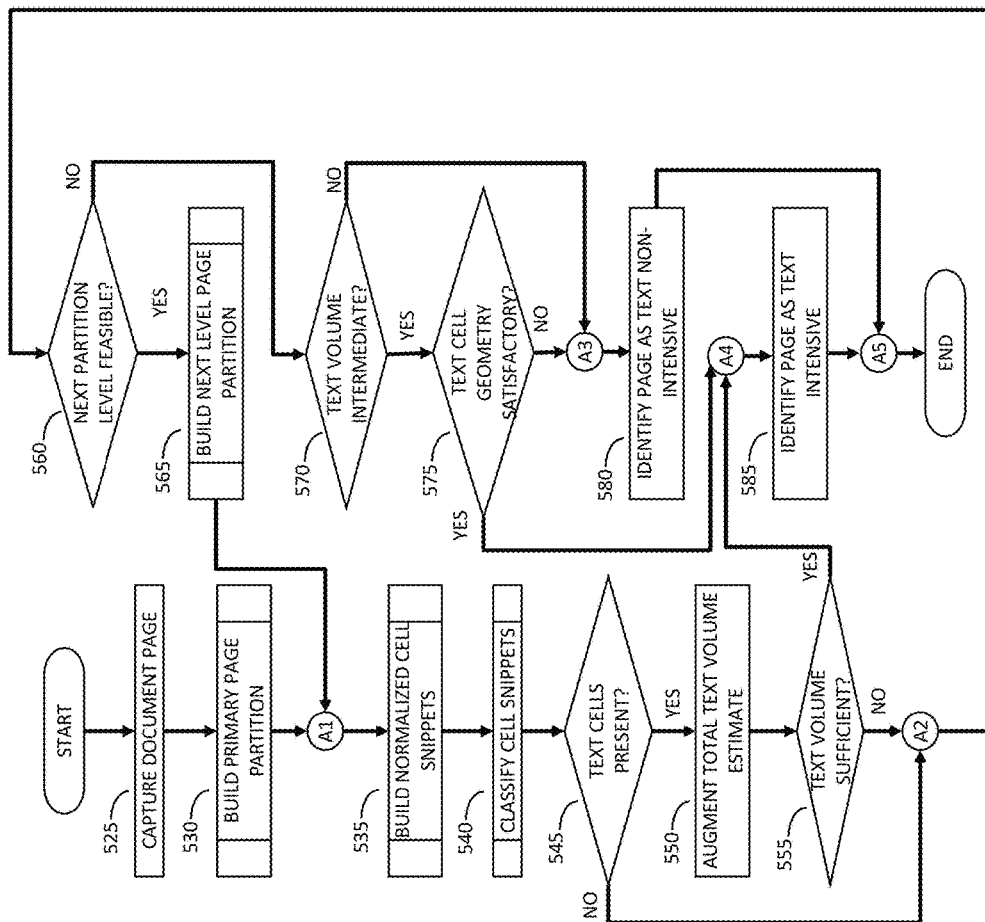 START
525
CAPTURE DOCUMENT PAGE
530
BUILD PRIMARY PAGE
PARTITION
A1
535
BUILD NORMALIZED CELL
SNIPPETS
540
CLASSIFY CELL SNIPPETS
545
TEXT CELLS
PRESENT?
NO
YES
550
AUGMENT TOTAL TEXT VOLUME
ESTIMATE
555
TEXT VOLUME
SUFFICIENT?
YES
NO
A2
560
NEXT PARTITION
LEVEL FEASIBLE?
NO
YES
565
BUILD NEXT LEVEL PAGE
PARTITION
570
TEXT VOLUME
INTERMEDIATE?
NO
YES
575
TEXT CELL
GEOMETRY
SATISFACTORY?
YES
NO
A3
580
IDENTIFY PAGE AS TEXT NON-
INTENSIVE
A4
585
IDENTIFY PAGE AS TEXT
INTENSIVE
A5
END